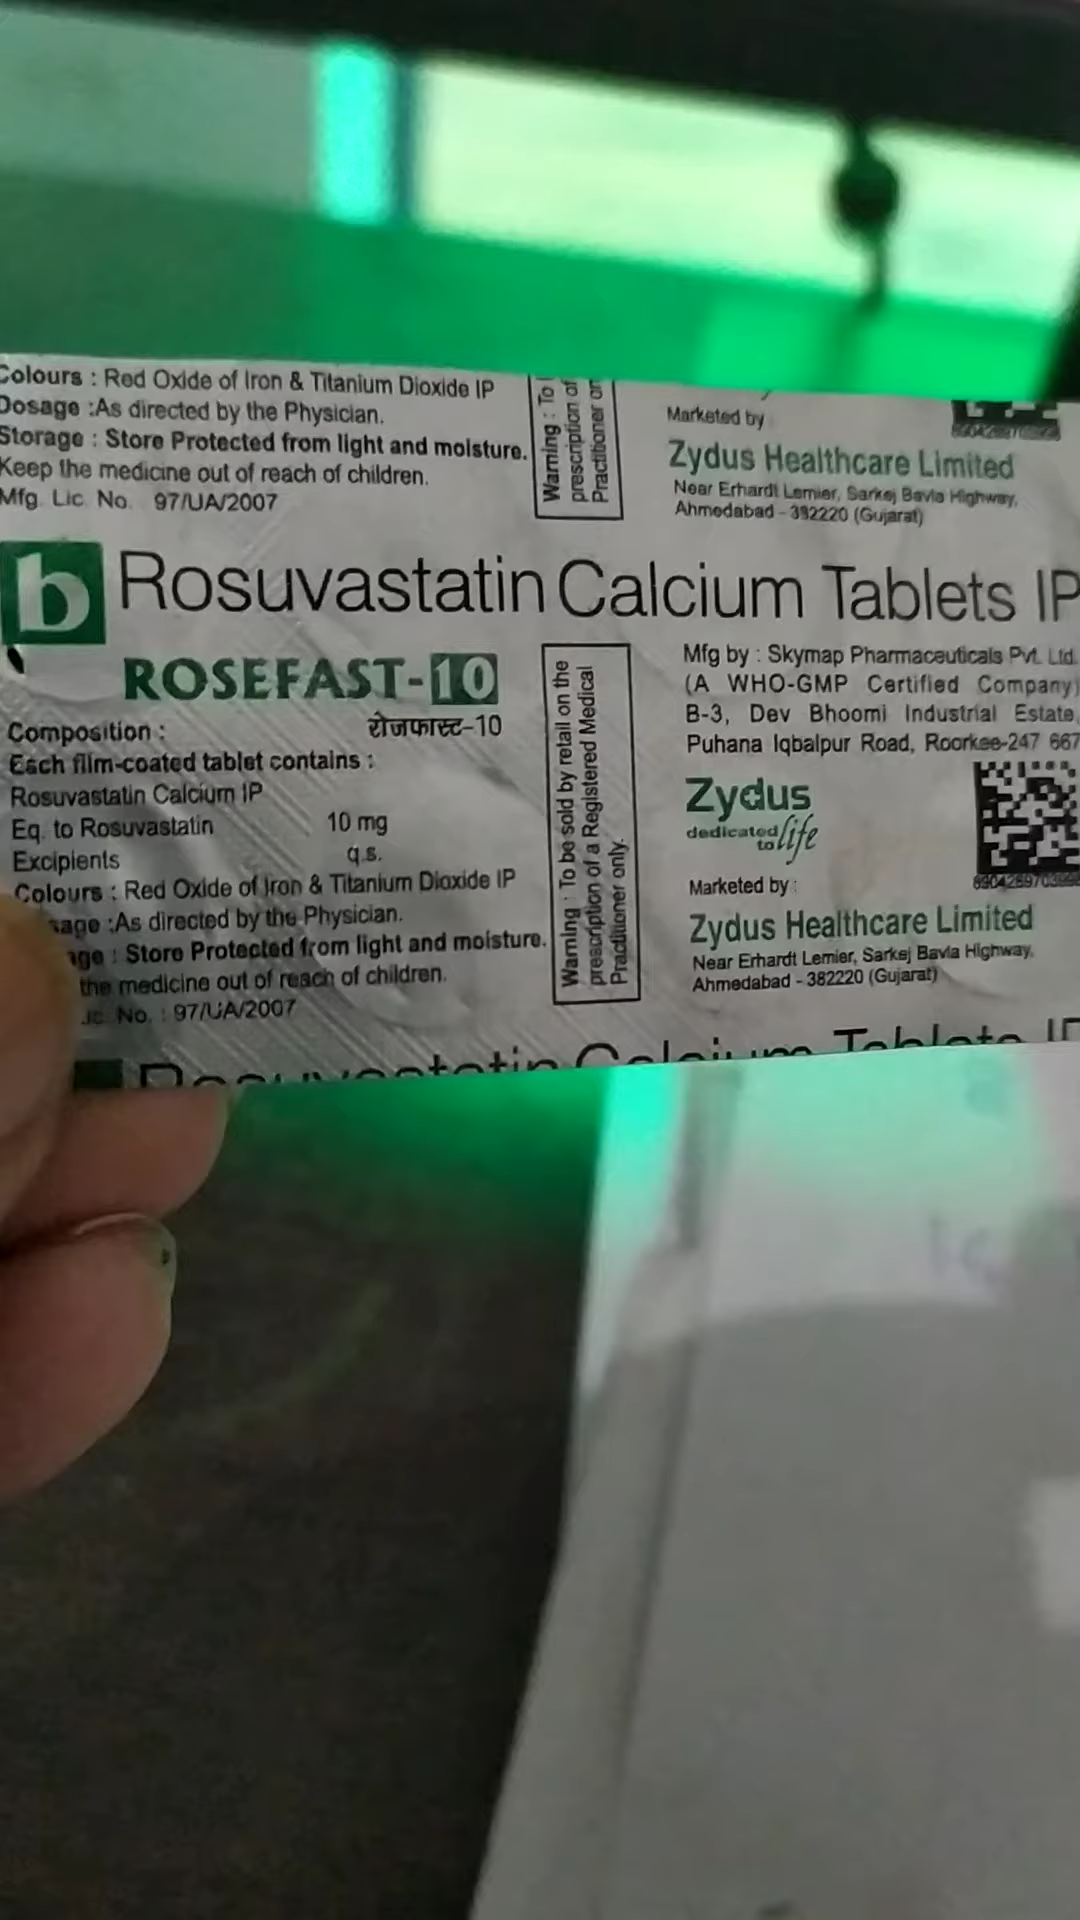 Colours : Red Oxide of Iron & Titanium Dioxide IP
Dosage :As directed by the Physician.
Storage : Store Protected from light and moisture.
Keep the medicine out of reach of children.
Mfg. Lic. No. 97/UA/2007
Warning : To
prescription of
Practitioner on
Marketed by
Zydus Healthcare Limited
Near Erhardt Lemier, Sarkej Bavla Highway,
Ahmedabad - 382220 (Gujarat)
b Rosuvastatin Calcium Tablets IP
ROSEFAST-10
रोजफास्ट-10
Composition :
Each film-coated tablet contains :
Rosuvastatin Calcium IP
Eq. to Rosuvastatin 10 mg
Excipients q.s.
Colours : Red Oxide of Iron & Titanium Dioxide IP
sage :As directed by the Physician.
age : Store Protected from light and moisture.
the medicine out of reach of children.
No. : 97/UA/2007
Warning : To be sold by retail on the
prescription of a Registered Medical
Practitioner only.
Mfg by : Skymap Pharmaceuticals Pvt. Ltd.
(A WHO-GMP Certified Company)
B-3, Dev Bhoomi Industrial Estate,
Puhana Iqbalpur Road, Roorkee-247 667
Zydus
dedicated
to life
Marketed by :
Zydus Healthcare Limited
Near Erhardt Lemier, Sarkej Bavla Highway,
Ahmedabad - 382220 (Gujarat)
Rosuvastatin Calcium Tablets IP